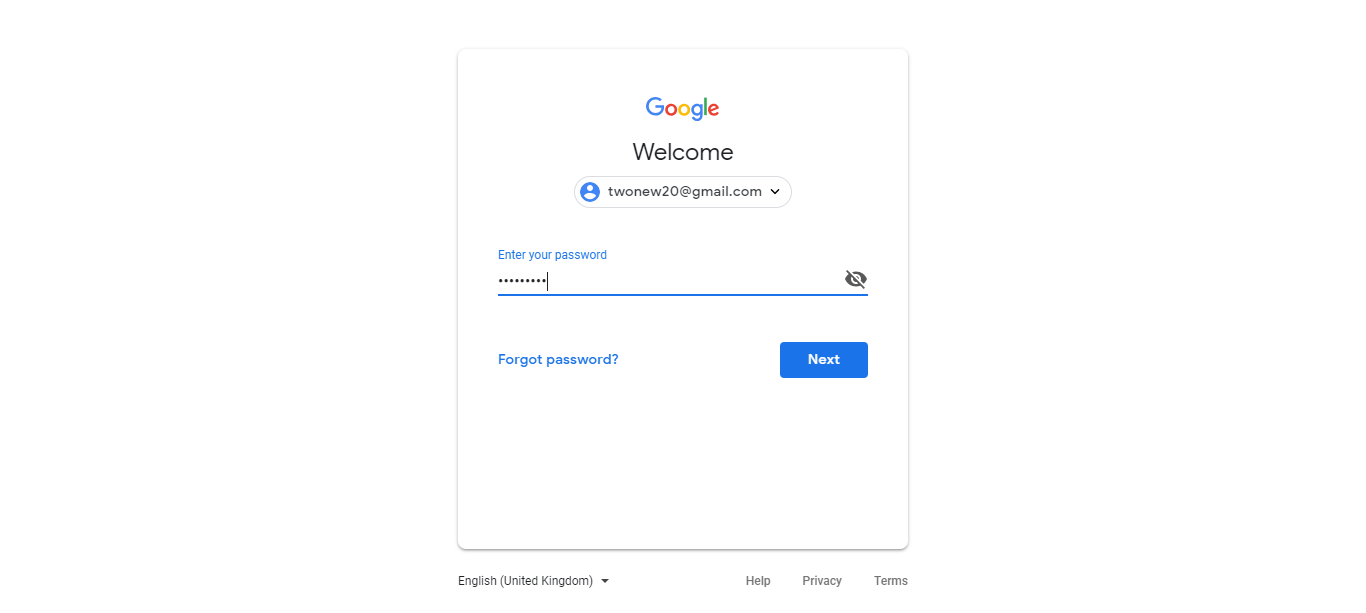 Google
Welcome
twonew20@gmail.com
Enter your password
•••••••••
Forgot password?
Next
English (United Kingdom)
Help
Privacy
Terms